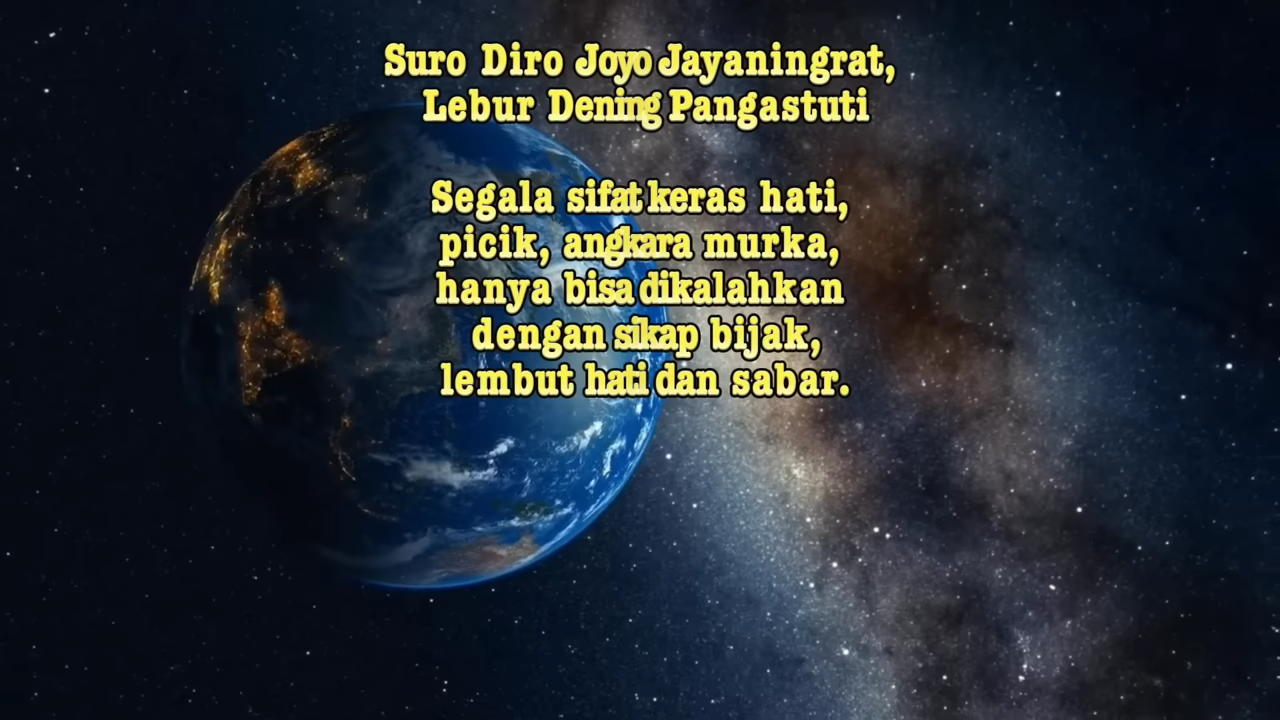 Suro Diro Joyo Jayaningrat,
Lebur Dening Pangastuti
Segala sifat keras hati,
picik, angkara murka,
hanya bisa dikalahkan
dengan sikap bijak,
lembut hati dan sabar.